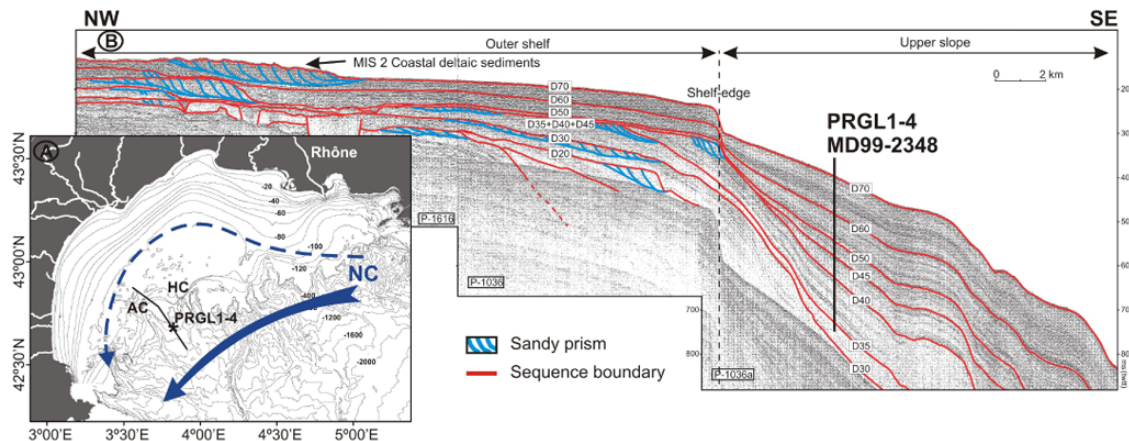 NW
SE
B
Outer shelf
Upper slope
MIS 2 Coastal deltaic sediments
0 2 km
Shelf-edge
D70
D60
D50
D35+D40+D45
D30
D20
PRGL1-4
MD99-2348
D70
D60
D50
D45
D40
D35
D30
P-1616
P-1036
P-1036a
700
800
ms(twtt)
Sandy prism
Sequence boundary
A
Rhône
-20
-40
-60
-80
-100
-120
-400
-1200
-1600
-2000
NC
HC
AC
PRGL1-4
43°30'N
43°00'N
42°30'N
3°00'E
3°30'E
4°00'E
4°30'E
5°00'E